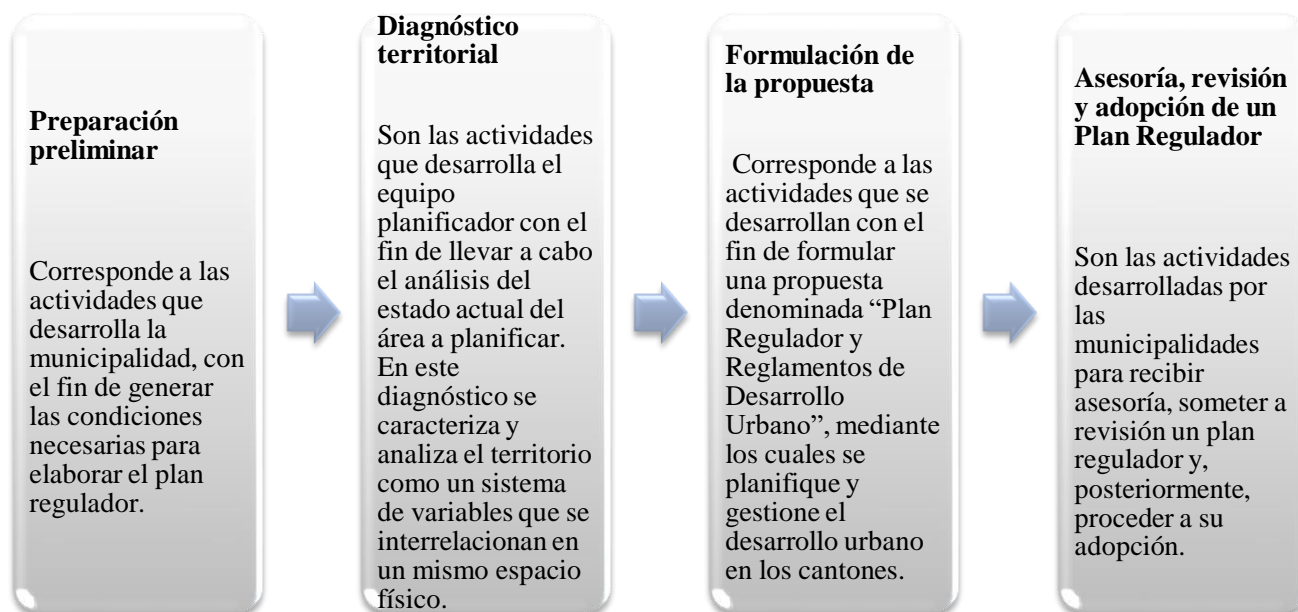 Preparación
preliminar
Corresponde a las
actividades que
desarrolla la
municipalidad, con
el fin de generar
las condiciones
necesarias para
elaborar el plan
regulador.
Diagnóstico
territorial
Son las actividades
que desarrolla el
equipo
planificador con el
fin de llevar a cabo
el análisis del
estado actual del
área a planificar.
En este
diagnóstico se
caracteriza y
analiza el territorio
como un sistema
de variables que se
interrelacionan en
un mismo espacio
físico.
Formulación de
la propuesta
Corresponde a las
actividades que se
desarrollan con el
fin de formular
una propuesta
denominada “Plan
Regulador y
Reglamentos de
Desarrollo
Urbano”, mediante
los cuales se
planifique y
gestione el
desarrollo urbano
en los cantones.
Asesoría, revisión
y adopción de un
Plan Regulador
Son las actividades
desarrolladas por
las
municipalidades
para recibir
asesoría, someter a
revisión un plan
regulador y,
posteriormente,
proceder a su
adopción.